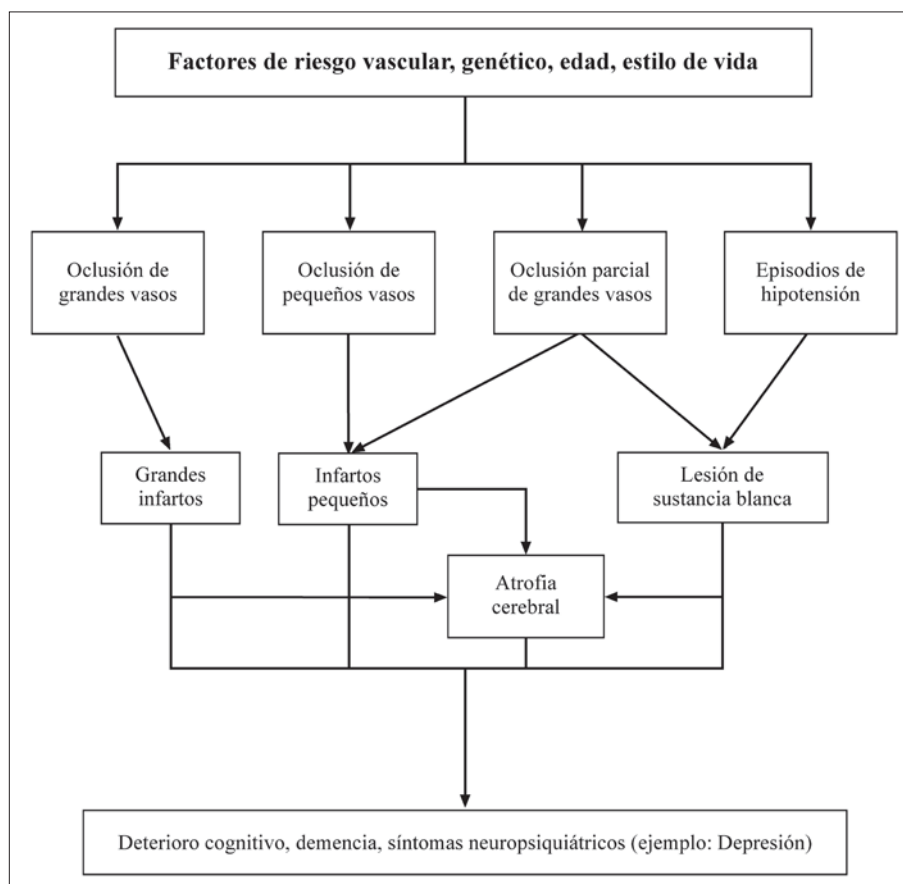 Factores de riesgo vascular, genético, edad, estilo de vida
Oclusión de
grandes vasos
Oclusión de
pequeños vasos
Oclusión parcial
de grandes vasos
Episodios de
hipotensión
Grandes
infartos
Infartos
pequeños
Lesión de
sustancia blanca
Atrofia
cerebral
Deterioro cognitivo, demencia, síntomas neuropsiquiátricos (ejemplo: Depresión)